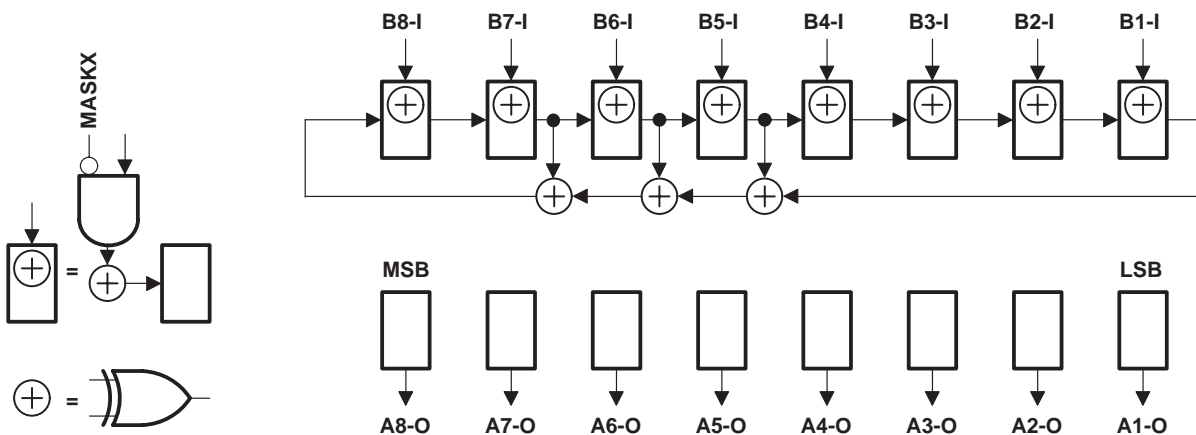 B8-I B7-I B6-I B5-I B4-I B3-I B2-I B1-I
MASKX
=
MSB LSB
=
A8-O A7-O A6-O A5-O A4-O A3-O A2-O A1-O